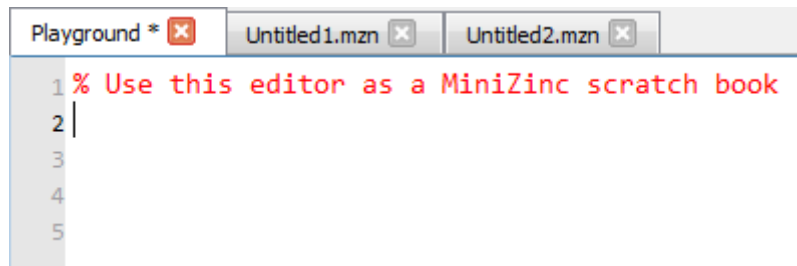 Playground * Untitled1.mzn Untitled2.mzn
1 % Use this editor as a MiniZinc scratch book
2
3
4
5